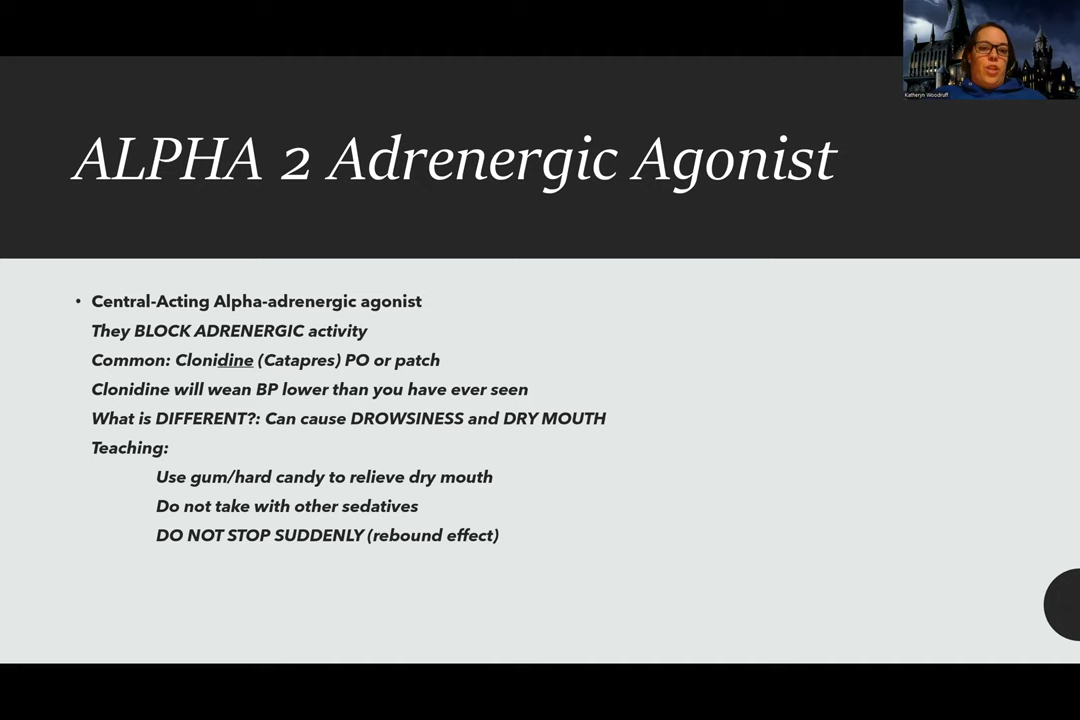 Katheryn Woodruff
ALPHA 2 Adrenergic Agonist
• Central-Acting Alpha-adrenergic agonist
They BLOCK ADRENERGIC activity
Common: Clonidine (Catapres) PO or patch
Clonidine will wean BP lower than you have ever seen
What is DIFFERENT?: Can cause DROWSINESS and DRY MOUTH
Teaching:
Use gum/hard candy to relieve dry mouth
Do not take with other sedatives
DO NOT STOP SUDDENLY (rebound effect)